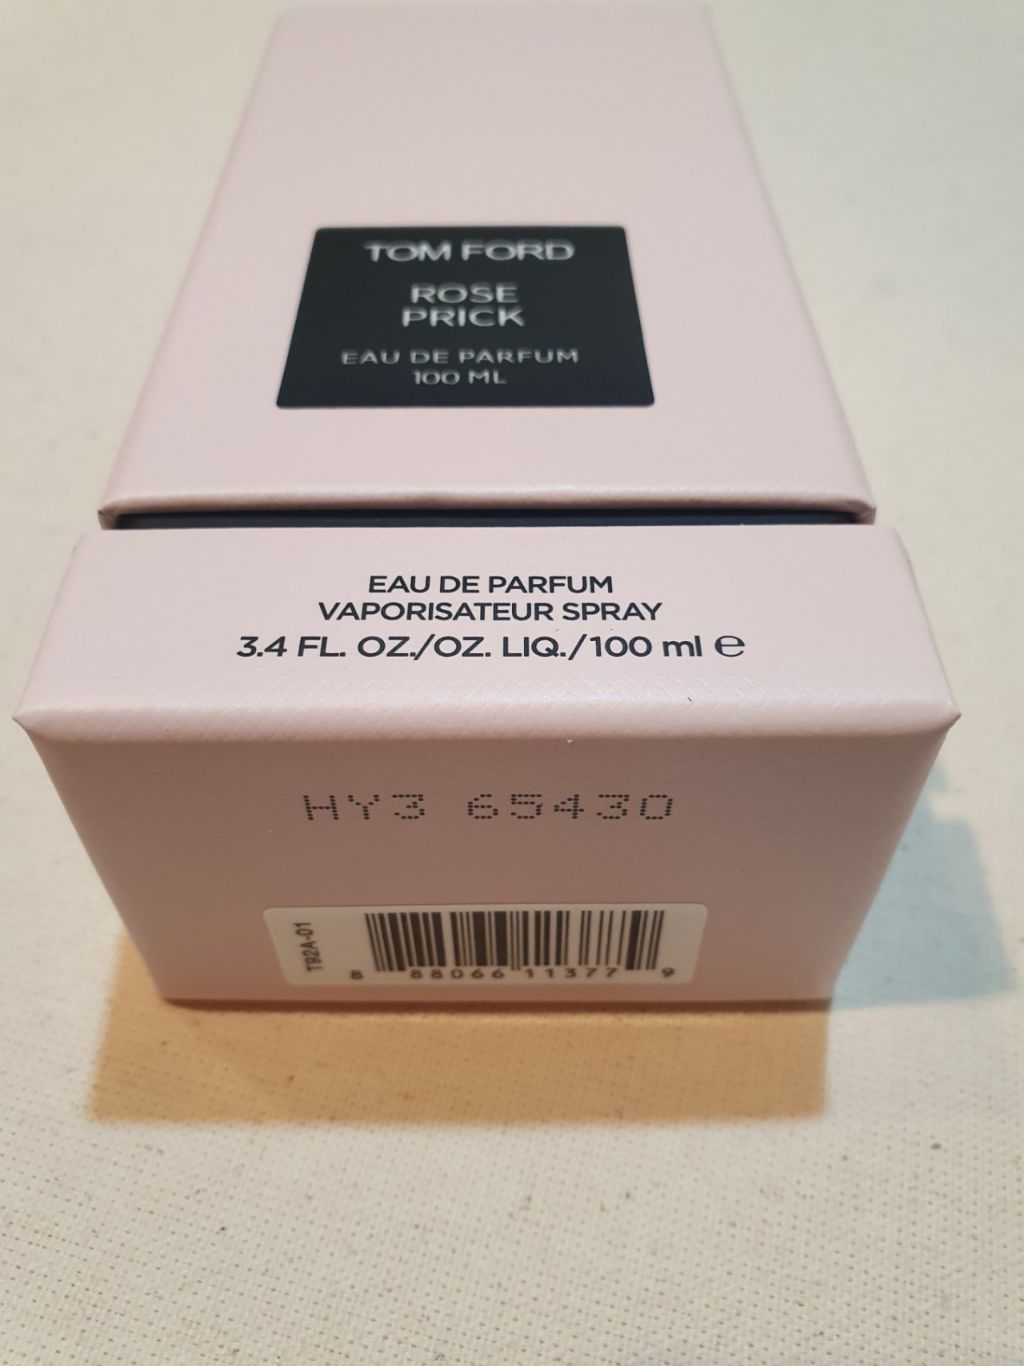 TOM FORD
ROSE
PRICK
EAU DE PARFUM
100 ML
EAU DE PARFUM
VAPORISATEUR SPRAY
3.4 FL. OZ./OZ. LIQ./100 ml ℮
HY3 65430
T92A-01
8 88066 11377 9